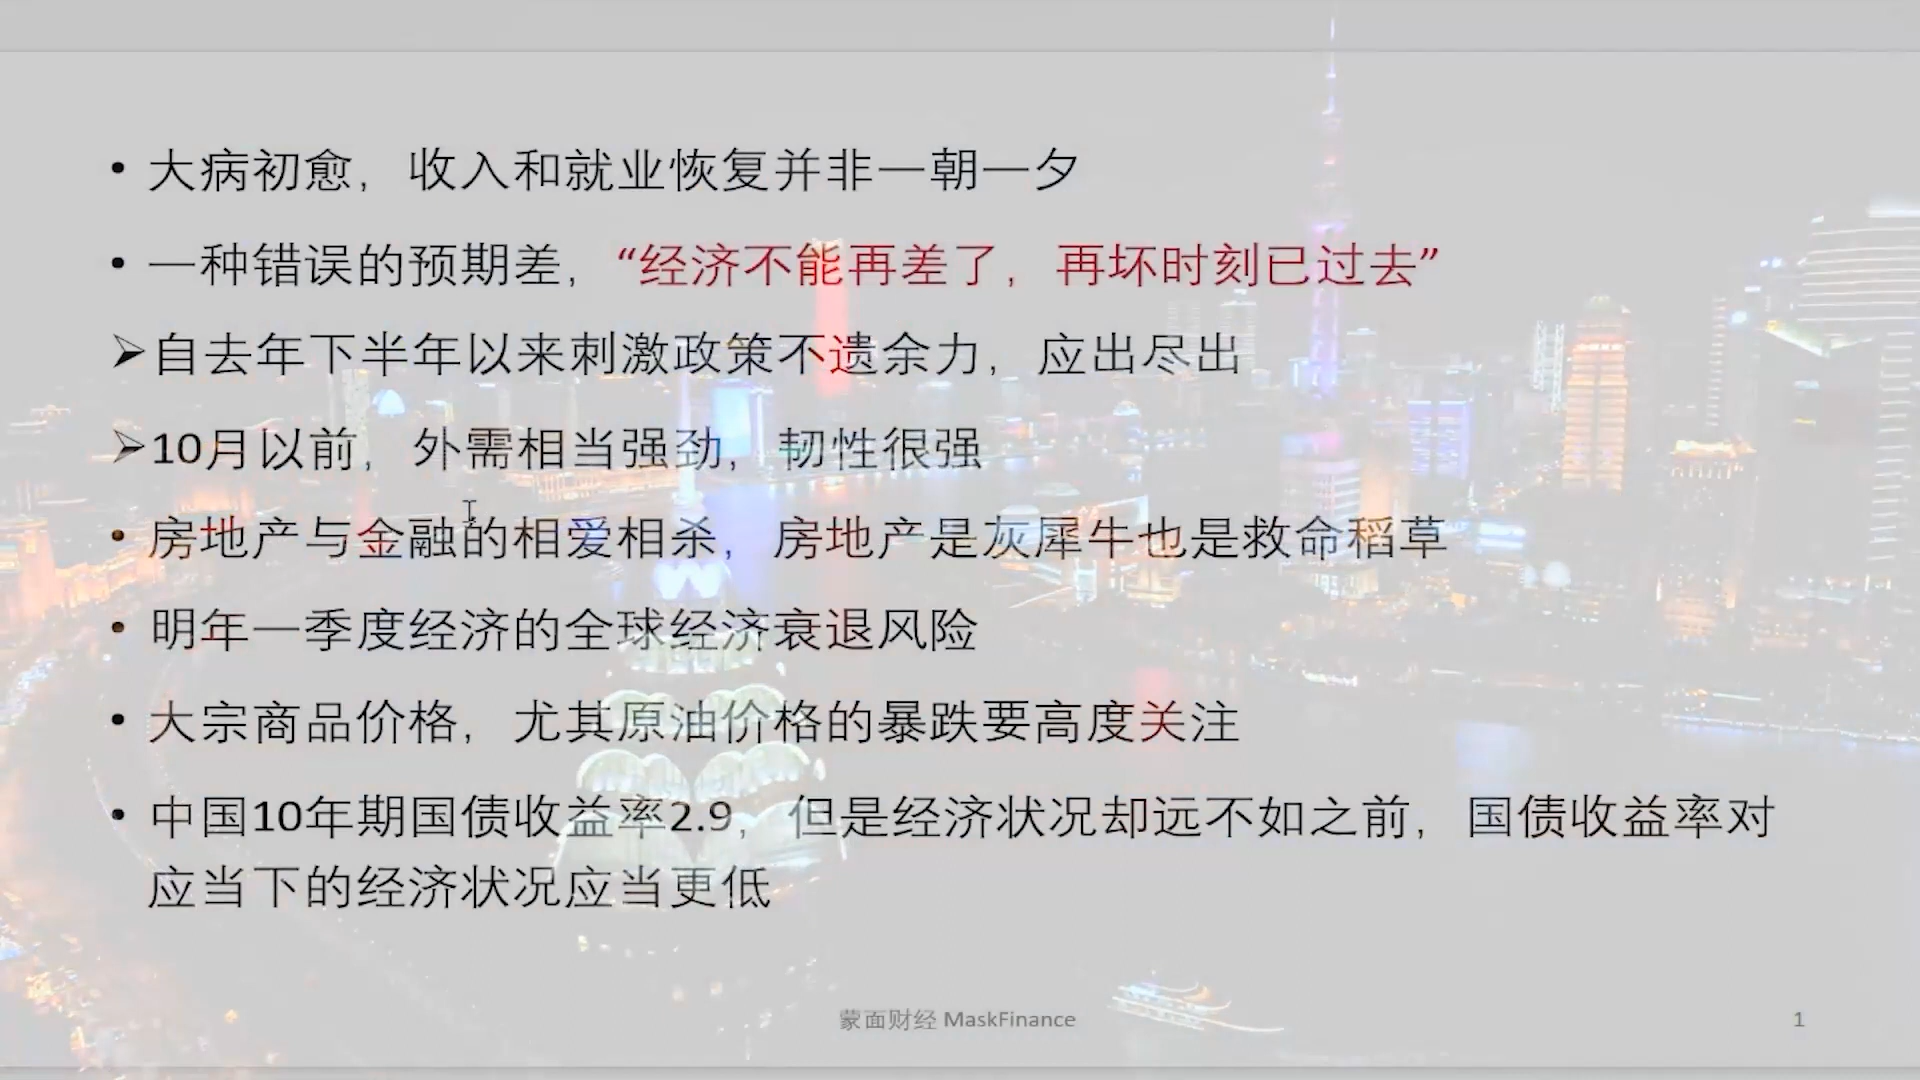 • 大病初愈，收入和就业恢复并非一朝一夕
• 一种错误的预期差，“经济不能再差了，再坏时刻已过去”
➢自去年下半年以来刺激政策不遗余力，应出尽出
➢10月以前，外需相当强劲，韧性很强
• 房地产与金融的相爱相杀，房地产是灰犀牛也是救命稻草
• 明年一季度经济的全球经济衰退风险
• 大宗商品价格，尤其原油价格的暴跌要高度关注
• 中国10年期国债收益率2.9，但是经济状况却远不如之前，国债收益率对
应当下的经济状况应当更低
蒙面财经 MaskFinance
1